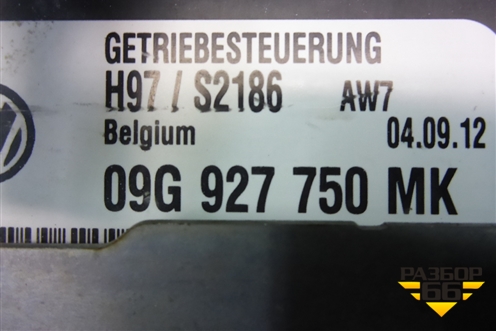 GETRIEBESTEUERUNG
H97 / S2186 AW7
Belgium 04.09.12
09G 927 750 MK
РАЗБОР
66